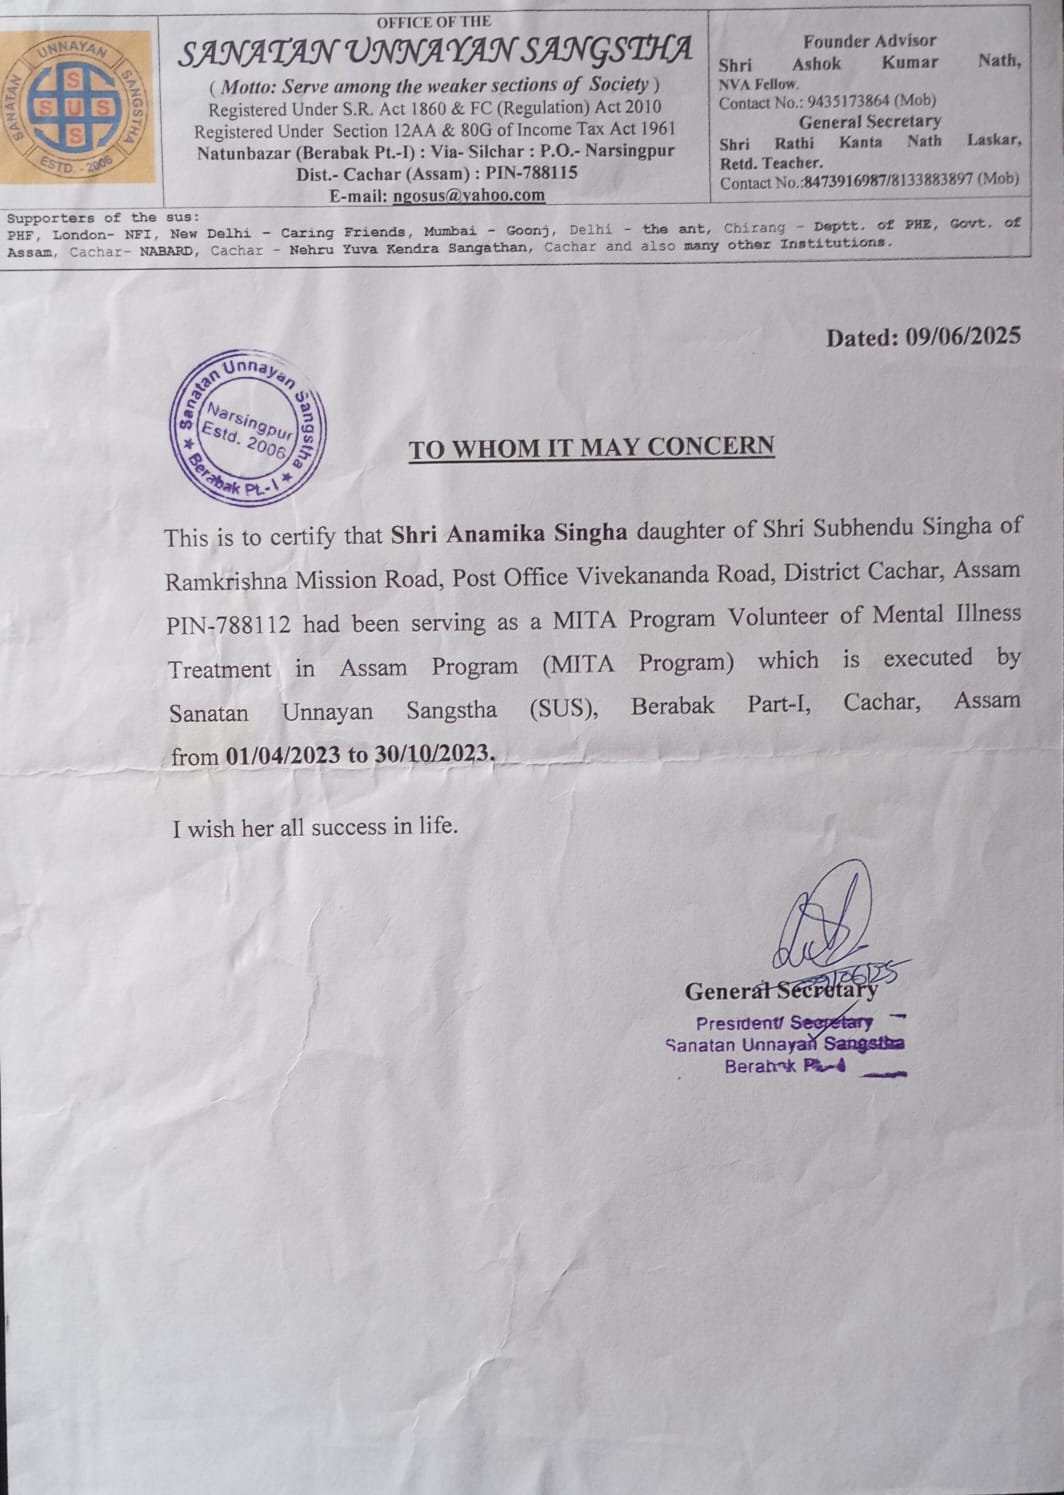 OFFICE OF THE
SANATAN UNNAYAN SANGSTHA
( Motto: Serve among the weaker sections of Society )
Registered Under S.R. Act 1860 & FC (Regulation) Act 2010
Registered Under Section 12AA & 80G of Income Tax Act 1961
Natunbazar (Berabak Pt.-I) : Via- Silchar : P.O.- Narsingpur
Dist.- Cachar (Assam) : PIN-788115
E-mail: ngosus@yahoo.com
SANATAN UNNAYAN SANGSTHA
ESTD. - 2006
S
S U S
S
Founder Advisor
Shri Ashok Kumar Nath,
NVA Fellow.
Contact No.: 9435173864 (Mob)
General Secretary
Shri Rathi Kanta Nath Laskar,
Retd. Teacher.
Contact No.:8473916987/8133883897 (Mob)
Supporters of the sus:
PHF, London- NFI, New Delhi - Caring Friends, Mumbai - Goonj, Delhi - the ant, Chirang - Deptt. of PHE, Govt. of
Assam, Cachar- NABARD, Cachar - Nehru Yuva Kendra Sangathan, Cachar and also many other Institutions.
Dated: 09/06/2025
Sanatan Unnayan Sangstha
Narsingpur
Estd. 2006
Berabak Pt.-I
TO WHOM IT MAY CONCERN
This is to certify that Shri Anamika Singha daughter of Shri Subhendu Singha of
Ramkrishna Mission Road, Post Office Vivekananda Road, District Cachar, Assam
PIN-788112 had been serving as a MITA Program Volunteer of Mental Illness
Treatment in Assam Program (MITA Program) which is executed by
Sanatan Unnayan Sangstha (SUS), Berabak Part-I, Cachar, Assam
from 01/04/2023 to 30/10/2023.
I wish her all success in life.
09/06/25
General Secretary
President/ Secretary
Sanatan Unnayan Sangstha
Berabak Pt.-I